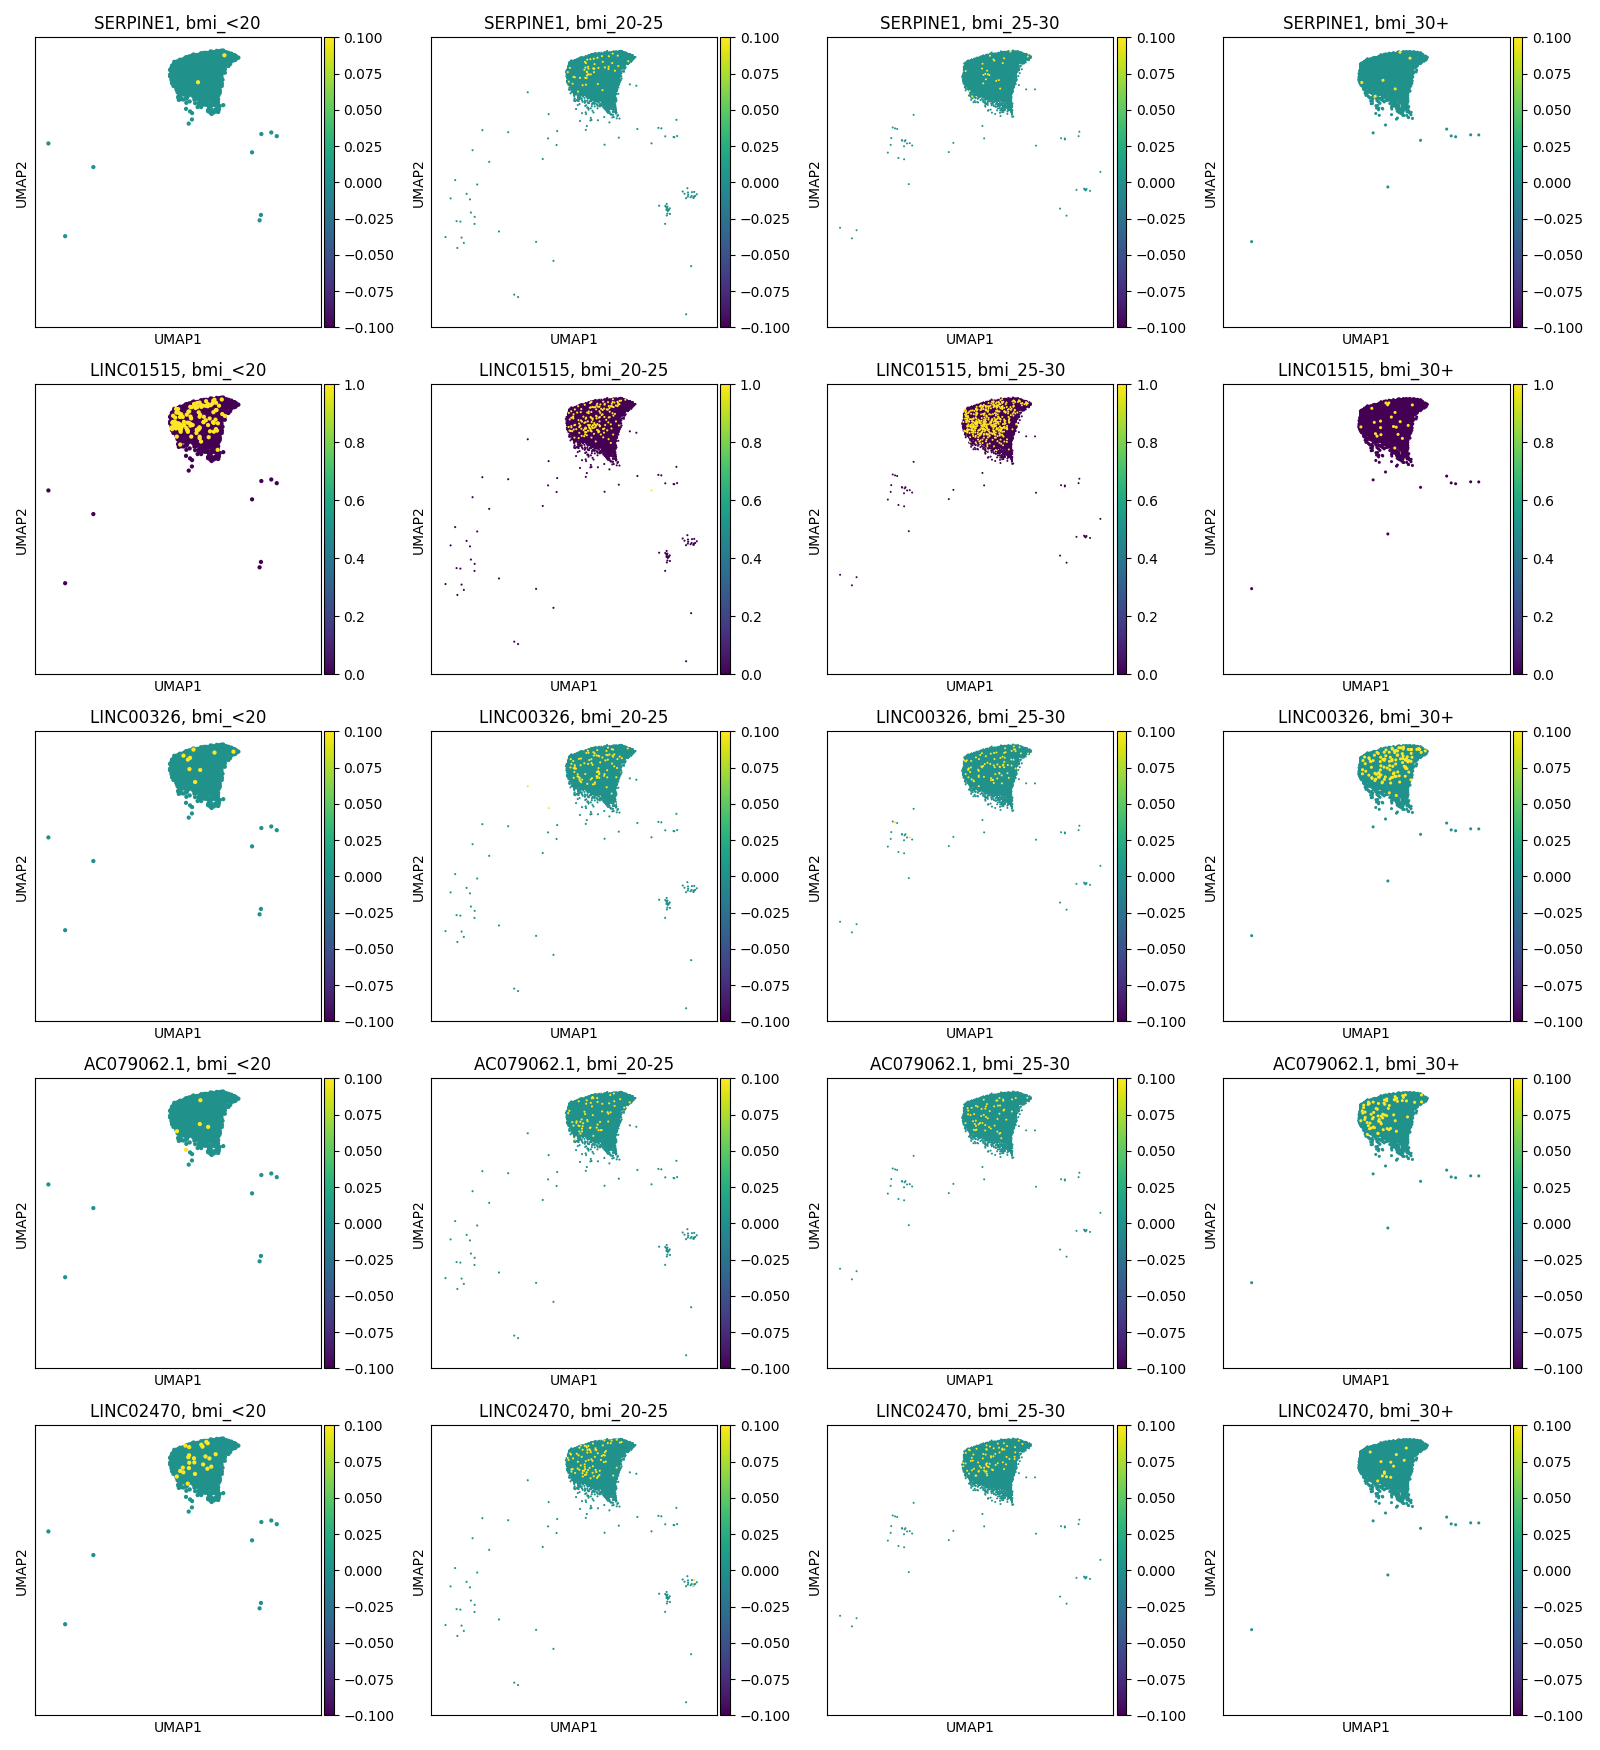 SERPINE1, bmi_<20
SERPINE1, bmi_20-25
SERPINE1, bmi_25-30
SERPINE1, bmi_30+
UMAP2
0.100
0.075
0.050
0.025
0.000
−0.025
−0.050
−0.075
−0.100
UMAP1
UMAP2
0.100
0.075
0.050
0.025
0.000
−0.025
−0.050
−0.075
−0.100
UMAP1
UMAP2
0.100
0.075
0.050
0.025
0.000
−0.025
−0.050
−0.075
−0.100
UMAP1
UMAP2
0.100
0.075
0.050
0.025
0.000
−0.025
−0.050
−0.075
−0.100
UMAP1
LINC01515, bmi_<20
LINC01515, bmi_20-25
LINC01515, bmi_25-30
LINC01515, bmi_30+
UMAP2
1.0
0.8
0.6
0.4
0.2
0.0
UMAP1
UMAP2
1.0
0.8
0.6
0.4
0.2
0.0
UMAP1
UMAP2
1.0
0.8
0.6
0.4
0.2
0.0
UMAP1
UMAP2
1.0
0.8
0.6
0.4
0.2
0.0
UMAP1
LINC00326, bmi_<20
LINC00326, bmi_20-25
LINC00326, bmi_25-30
LINC00326, bmi_30+
UMAP2
0.100
0.075
0.050
0.025
0.000
−0.025
−0.050
−0.075
−0.100
UMAP1
UMAP2
0.100
0.075
0.050
0.025
0.000
−0.025
−0.050
−0.075
−0.100
UMAP1
UMAP2
0.100
0.075
0.050
0.025
0.000
−0.025
−0.050
−0.075
−0.100
UMAP1
UMAP2
0.100
0.075
0.050
0.025
0.000
−0.025
−0.050
−0.075
−0.100
UMAP1
AC079062.1, bmi_<20
AC079062.1, bmi_20-25
AC079062.1, bmi_25-30
AC079062.1, bmi_30+
UMAP2
0.100
0.075
0.050
0.025
0.000
−0.025
−0.050
−0.075
−0.100
UMAP1
UMAP2
0.100
0.075
0.050
0.025
0.000
−0.025
−0.050
−0.075
−0.100
UMAP1
UMAP2
0.100
0.075
0.050
0.025
0.000
−0.025
−0.050
−0.075
−0.100
UMAP1
UMAP2
0.100
0.075
0.050
0.025
0.000
−0.025
−0.050
−0.075
−0.100
UMAP1
LINC02470, bmi_<20
LINC02470, bmi_20-25
LINC02470, bmi_25-30
LINC02470, bmi_30+
UMAP2
0.100
0.075
0.050
0.025
0.000
−0.025
−0.050
−0.075
−0.100
UMAP1
UMAP2
0.100
0.075
0.050
0.025
0.000
−0.025
−0.050
−0.075
−0.100
UMAP1
UMAP2
0.100
0.075
0.050
0.025
0.000
−0.025
−0.050
−0.075
−0.100
UMAP1
UMAP2
0.100
0.075
0.050
0.025
0.000
−0.025
−0.050
−0.075
−0.100
UMAP1